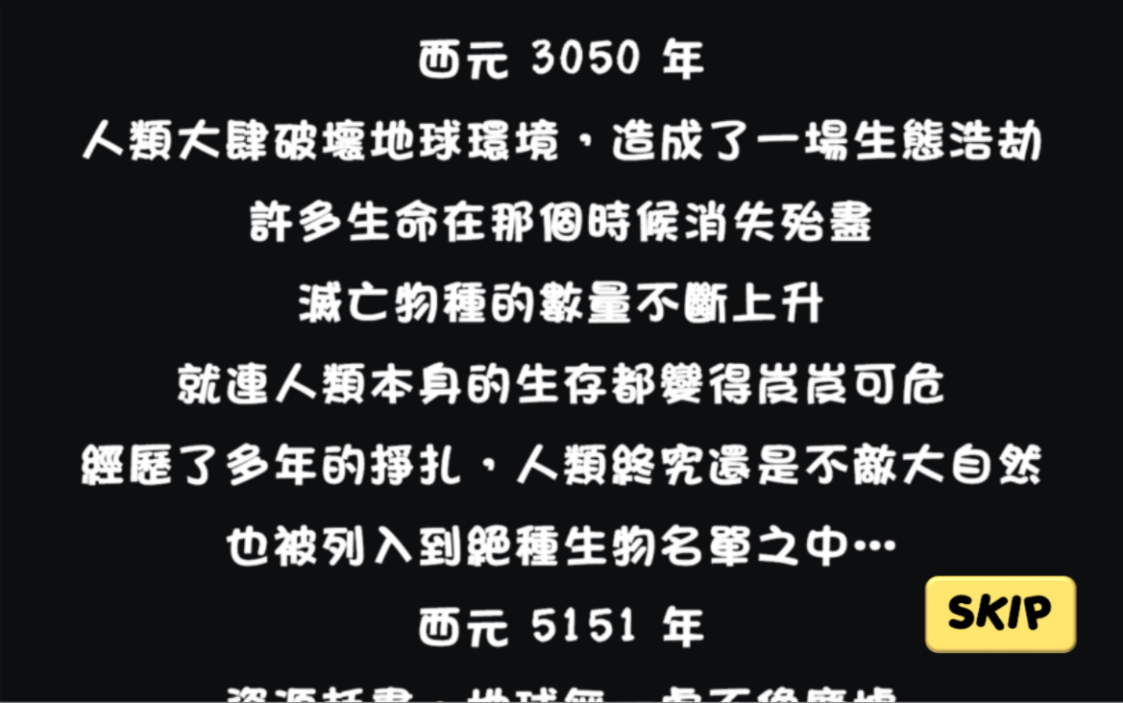 西元 3050 年
人類大肆破壞地球環境，造成了一場生態浩劫
許多生命在那個時候消失殆盡
滅亡物種的數量不斷上升
就連人類本身的生存都變得岌岌可危
經歷了多年的掙扎，人類終究還是不敵大自然
也被列入到絕種生物名單之中…
SKIP
西元 5151 年